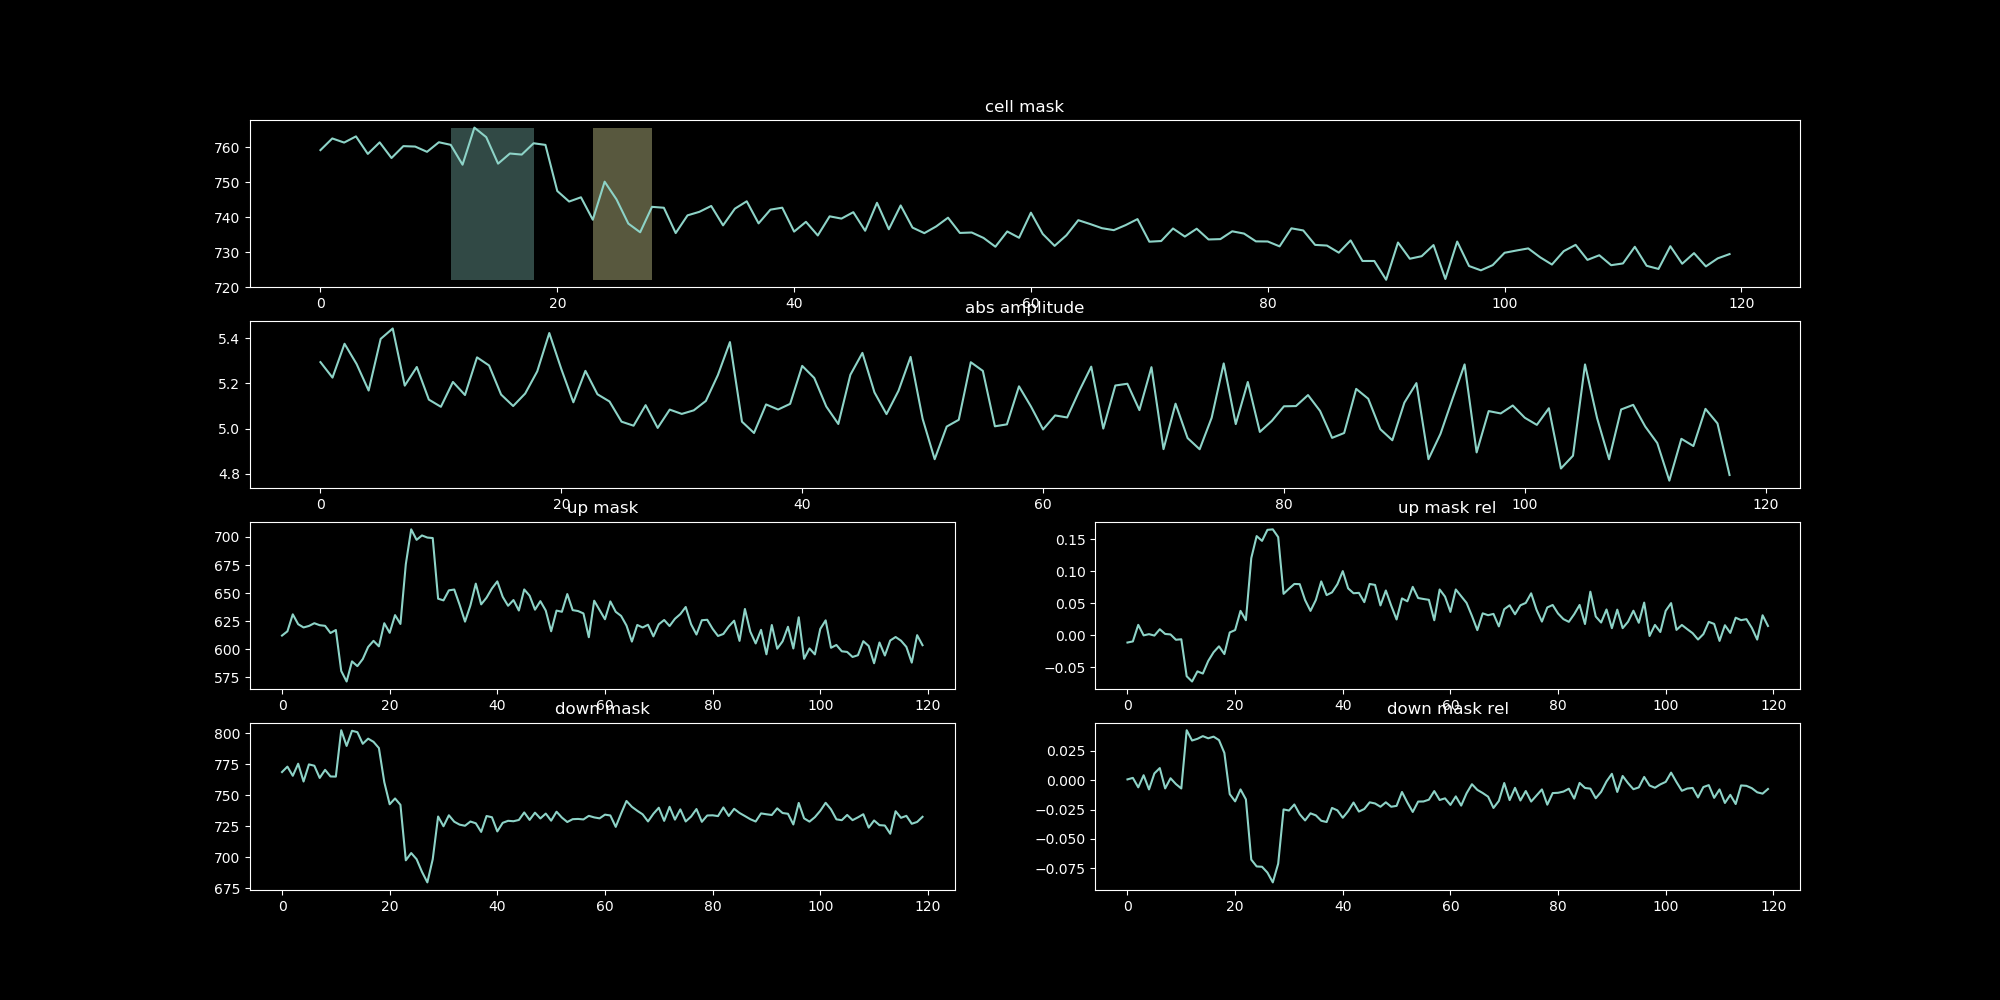 cell mask
760
750
740
730
720
0 20 40 60 80 100 120
abs amplitude
5.4
5.2
5.0
4.8
0 20 40 60 80 100 120
up mask
700
675
650
625
600
575
0 20 40 60 80 100 120
up mask rel
0.15
0.10
0.05
0.00
−0.05
0 20 40 60 80 100 120
down mask
800
775
750
725
700
675
0 20 40 60 80 100 120
down mask rel
0.025
0.000
−0.025
−0.050
−0.075
0 20 40 60 80 100 120